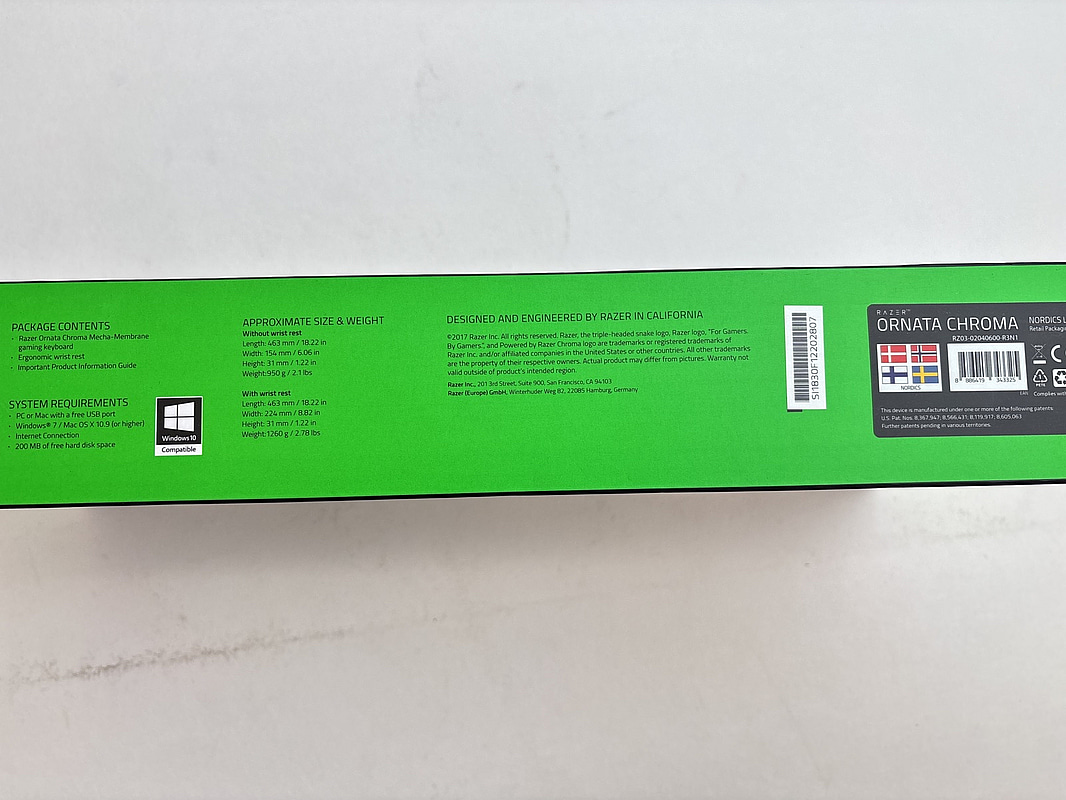 PACKAGE CONTENTS
· Razer Ornata Chroma Mecha-Membrane
gaming keyboard
· Ergonomic wrist rest
· Important Product Information Guide
SYSTEM REQUIREMENTS
· PC or Mac with a free USB port
· Windows® 7 / Mac OS X 10.9 (or higher)
· Internet Connection
· 200 MB of free hard disk space
Windows 10
Compatible
APPROXIMATE SIZE & WEIGHT
Without wrist rest
Length: 463 mm / 18.22 in
Width: 154 mm / 6.06 in
Height: 31 mm / 1.22 in
Weight:950 g / 2.1 lbs
With wrist rest
Length: 463 mm / 18.22 in
Width: 224 mm / 8.82 in
Height: 31 mm / 1.22 in
Weight:1260 g / 2.78 lbs
DESIGNED AND ENGINEERED BY RAZER IN CALIFORNIA
©2017 Razer Inc. All rights reserved. Razer, the triple-headed snake logo, Razer logo, "For Gamers.
By Gamers.", and Powered by Razer Chroma logo are trademarks or registered trademarks of
Razer Inc. and/or affiliated companies in the United States or other countries. All other trademarks
are the property of their respective owners. Actual product may differ from pictures. Warranty not
valid outside of product's intended region.
Razer Inc., 201 3rd Street, Suite 900, San Francisco, CA 94103
Razer (Europe) GmbH, Winterhuder Weg 82, 22085 Hamburg, Germany
SI1830F12202807
RAZER™
ORNATA CHROMA
NORDICS L
Retail Packagi
RZ03-02040600-R3N1
NORDICS
8 886419 343325
EAN
PETE
CE
Complies with
This device is manufactured under one or more of the following patents:
U.S. Pat. Nos. 8,367,947; 8,566,431; 8,119,917; 8,605,063
Further patents pending in various territories.